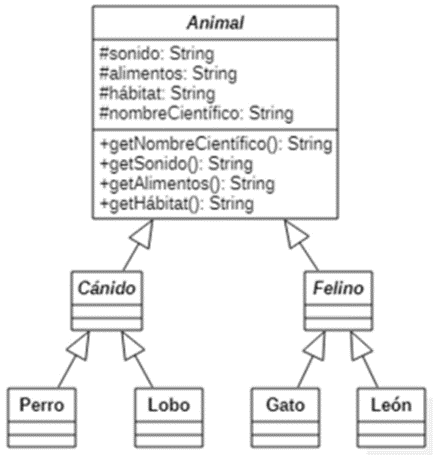 Animal
#sonido: String
#alimentos: String
#hábitat: String
#nombreCientífico: String
+getNombreCientífico(): String
+getSonido(): String
+getAlimentos(): String
+getHábitat(): String
Cánido
Felino
Perro
Lobo
Gato
León